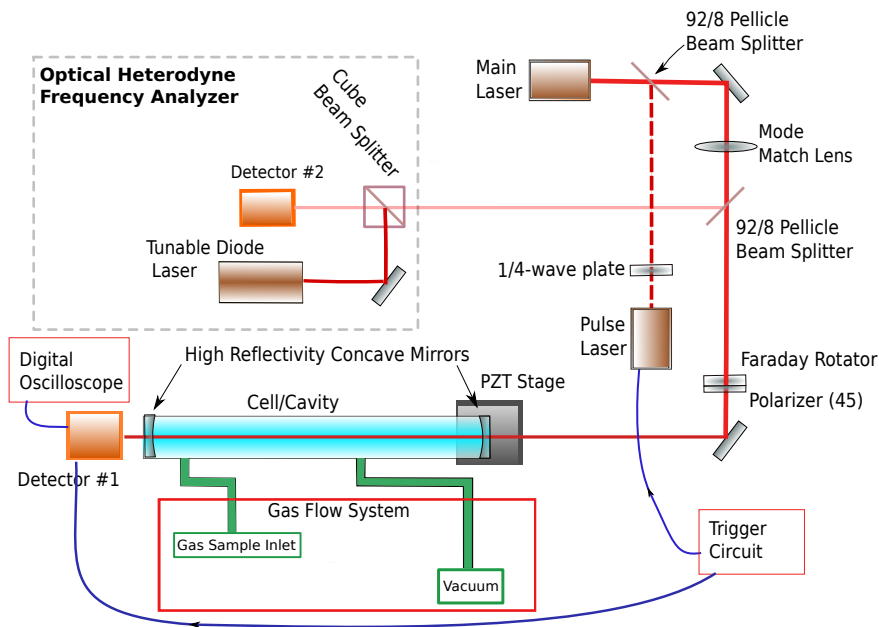 92/8 Pellicle
Beam Splitter
Optical Heterodyne
Frequency Analyzer
Cube
Beam Splitter
Main
Laser
Mode
Match Lens
Detector #2
Tunable Diode
Laser
92/8 Pellicle
Beam Splitter
1/4-wave plate
Pulse
Laser
Digital
Oscilloscope
High Reflectivity Concave Mirrors
PZT Stage
Faraday Rotator
Polarizer (45)
Cell/Cavity
Detector #1
Gas Flow System
Gas Sample Inlet
Vacuum
Trigger
Circuit